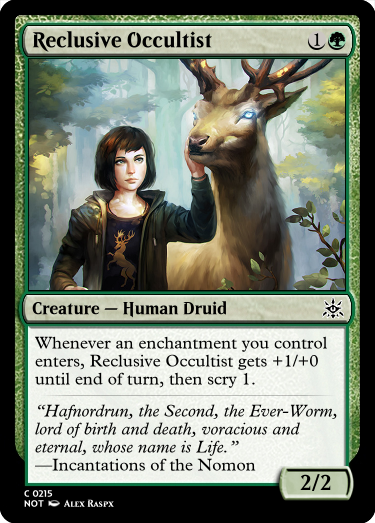 Reclusive Occultist 1
Creature — Human Druid
Whenever an enchantment you control
enters, Reclusive Occultist gets +1/+0
until end of turn, then scry 1.
“Hafnordrun, the Second, the Ever-Worm,
lord of birth and death, voracious and
eternal, whose name is Life.”
—Incantations of the Nomon
2/2
C 0215
NOT Alex Raspx